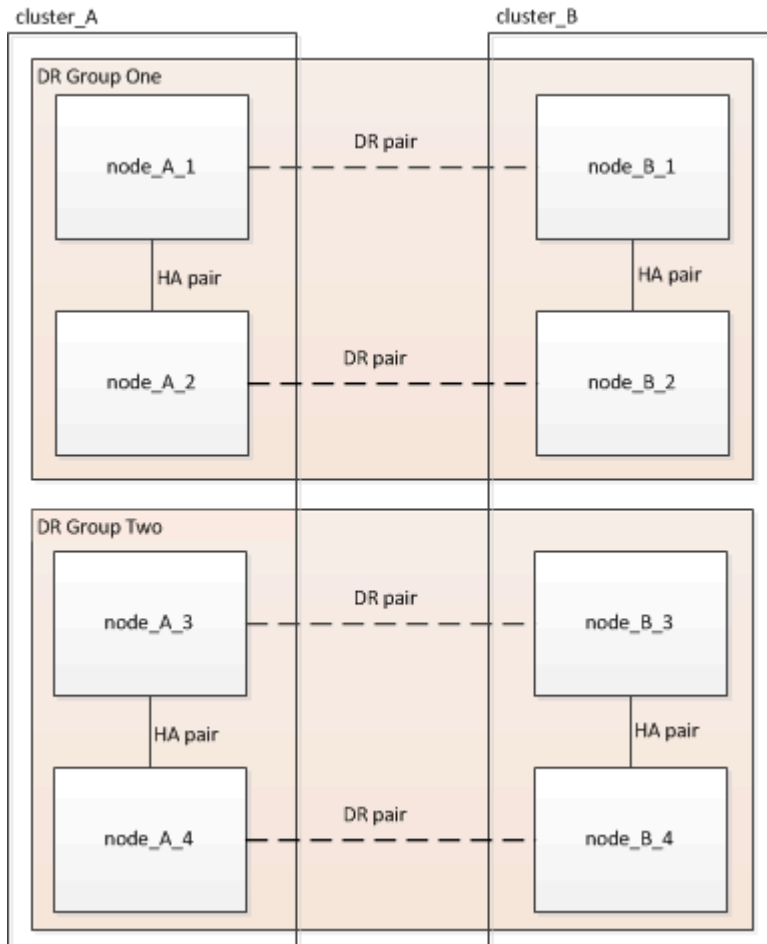 cluster_A
cluster_B
DR Group One
node_A_1
DR pair
node_B_1
HA pair
HA pair
node_A_2
DR pair
node_B_2
DR Group Two
node_A_3
DR pair
node_B_3
HA pair
HA pair
node_A_4
DR pair
node_B_4